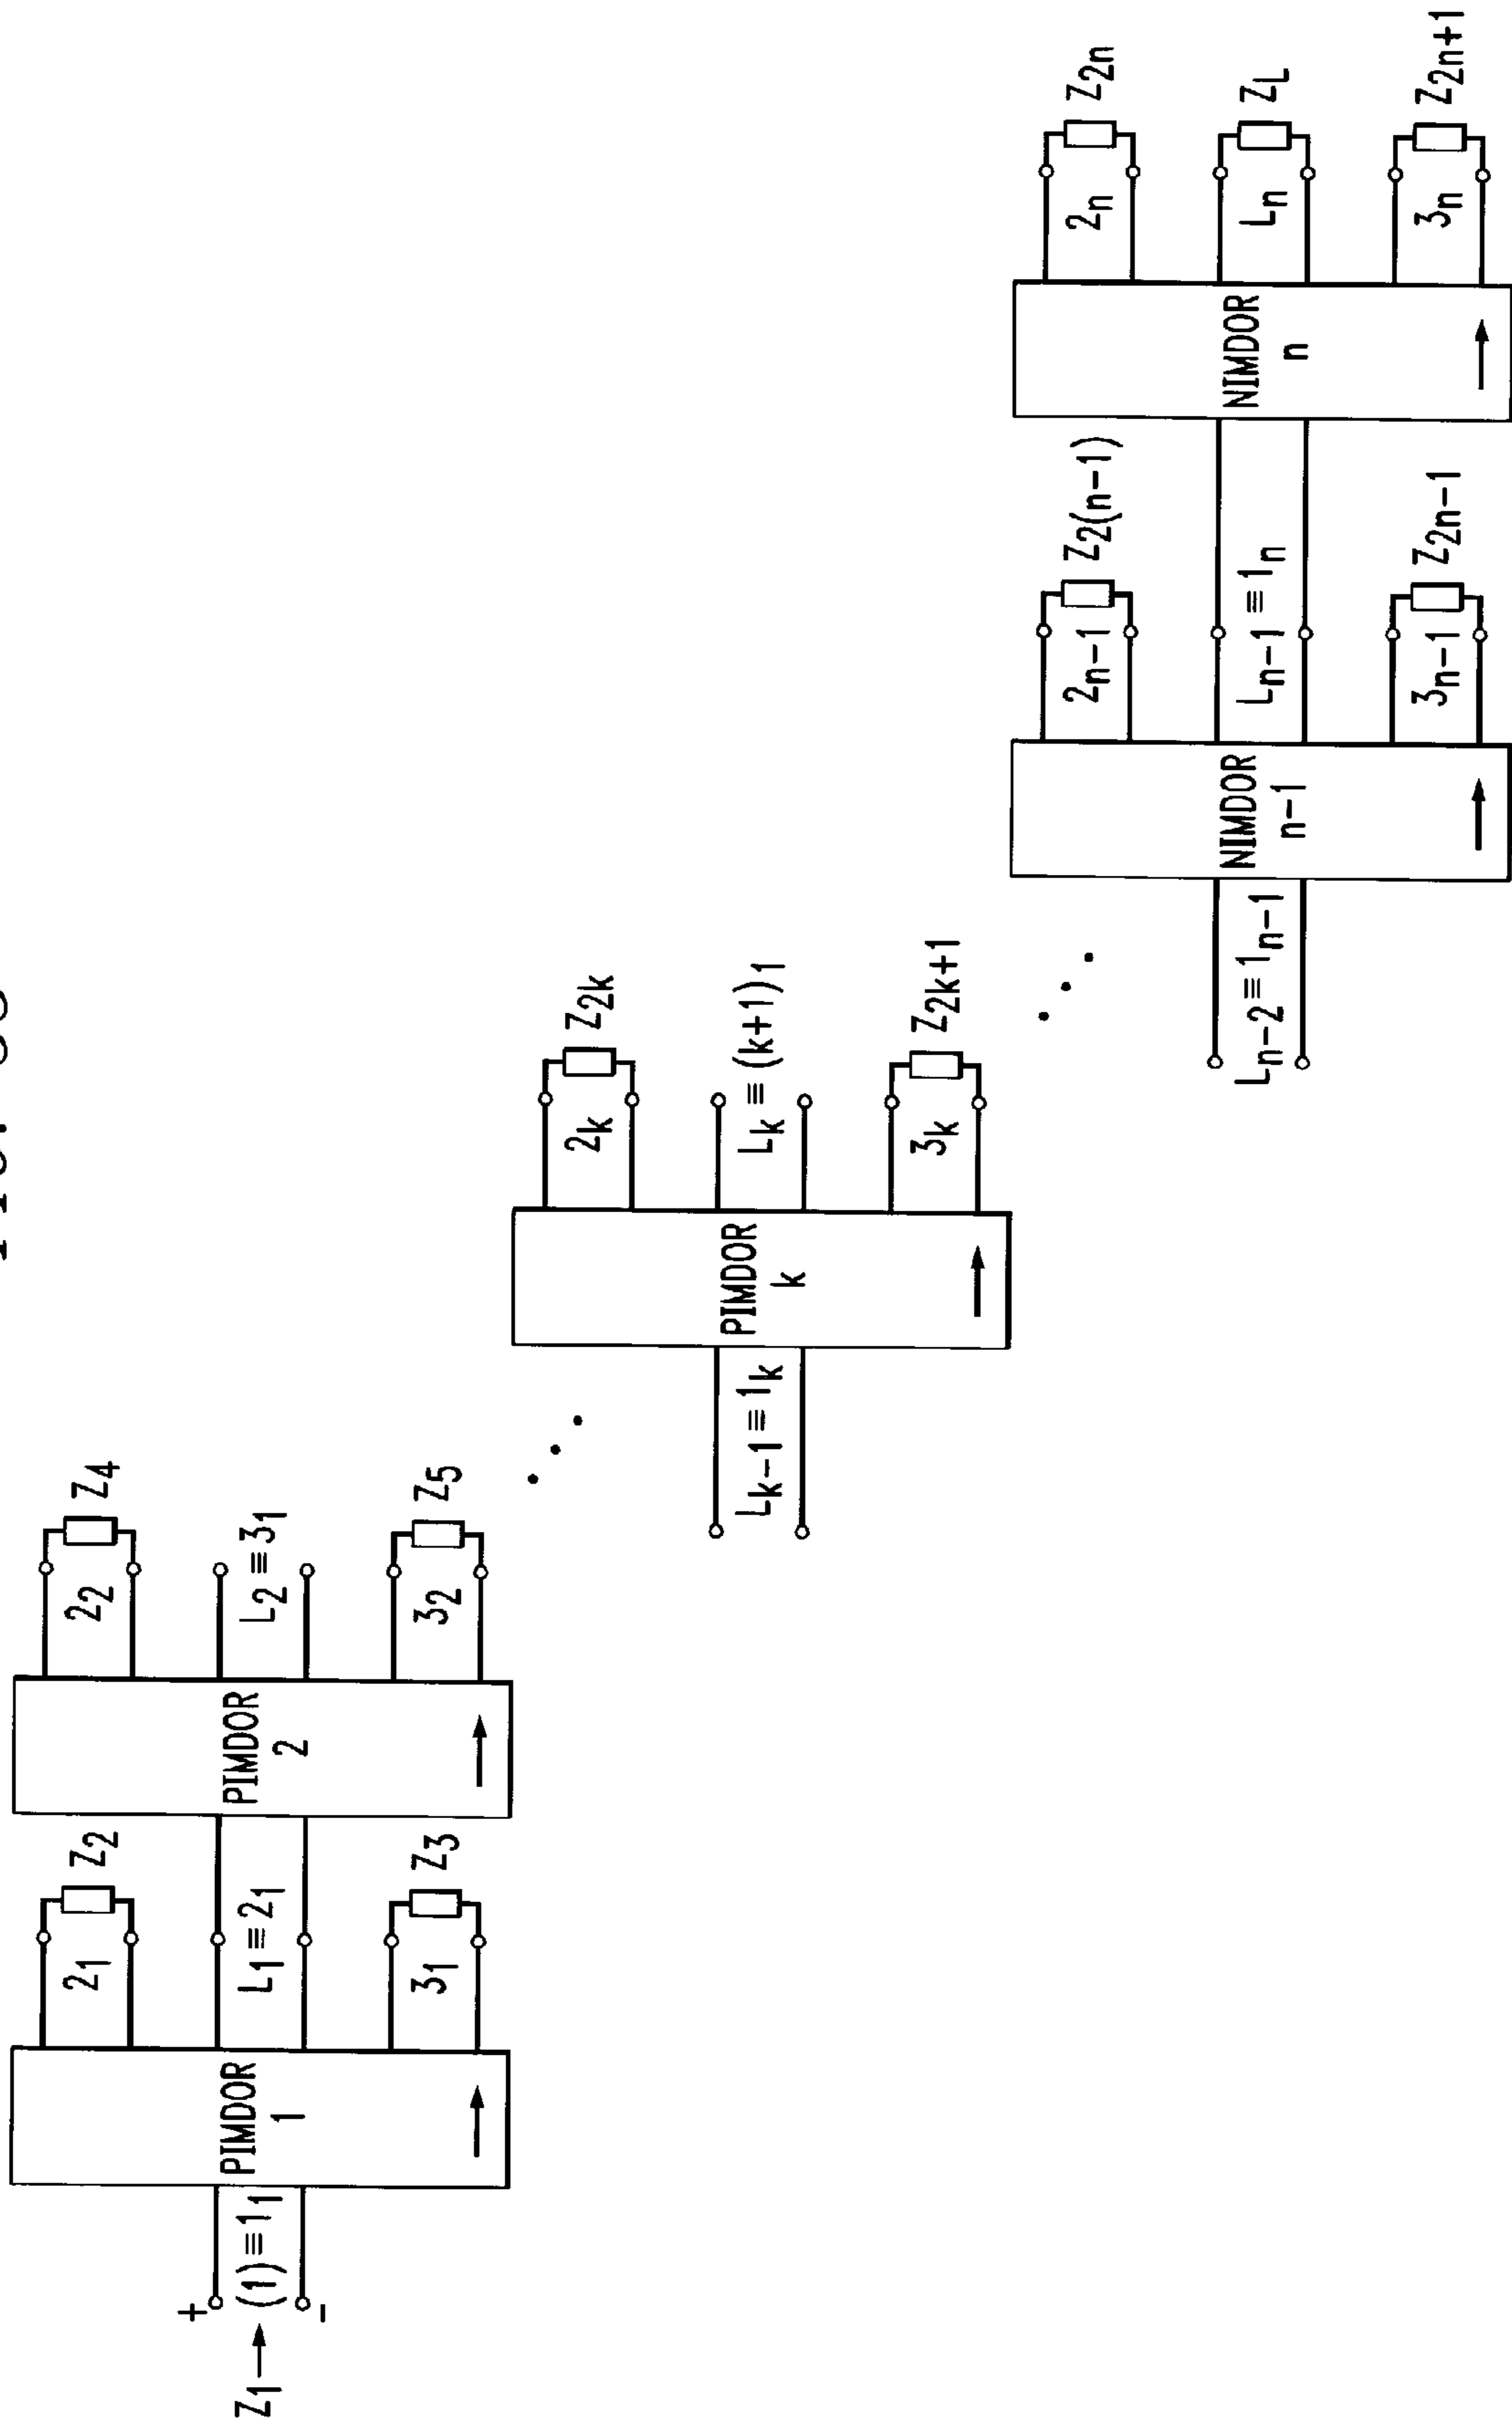 Z1
+
(1)≡11
-
PIMDOR
1
21
Z2
L1≡21
31
Z3
PIMDOR
2
22
Z4
L2≡31
32
Z5
Lk-1≡1k
PIMDOR
k
2k
Z2k
Lk≡(k+1)1
3k
Z2k+1
Ln-2≡1n-1
NIMDOR
n-1
2n-1
Z2(n-1)
Ln-1≡1n
3n-1
Z2n-1
NIMDOR
n
2n
Z2n
Ln
ZL
3n
Z2n+1